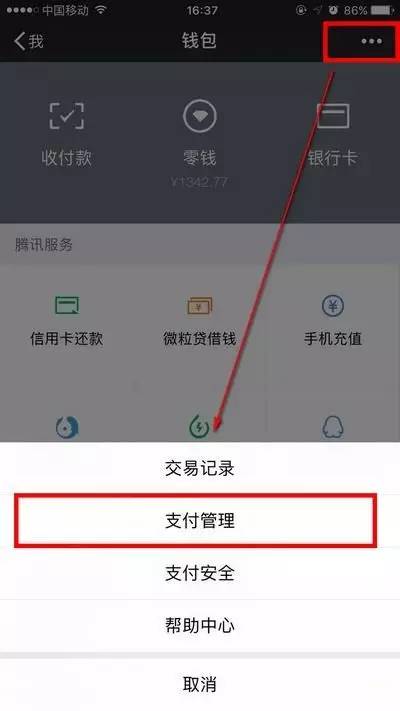 中国移动 16:37 86%
我 钱包
收付款 零钱 银行卡
¥1342.77
腾讯服务
信用卡还款 微粒贷借钱 手机充值
交易记录
支付管理
支付安全
帮助中心
取消